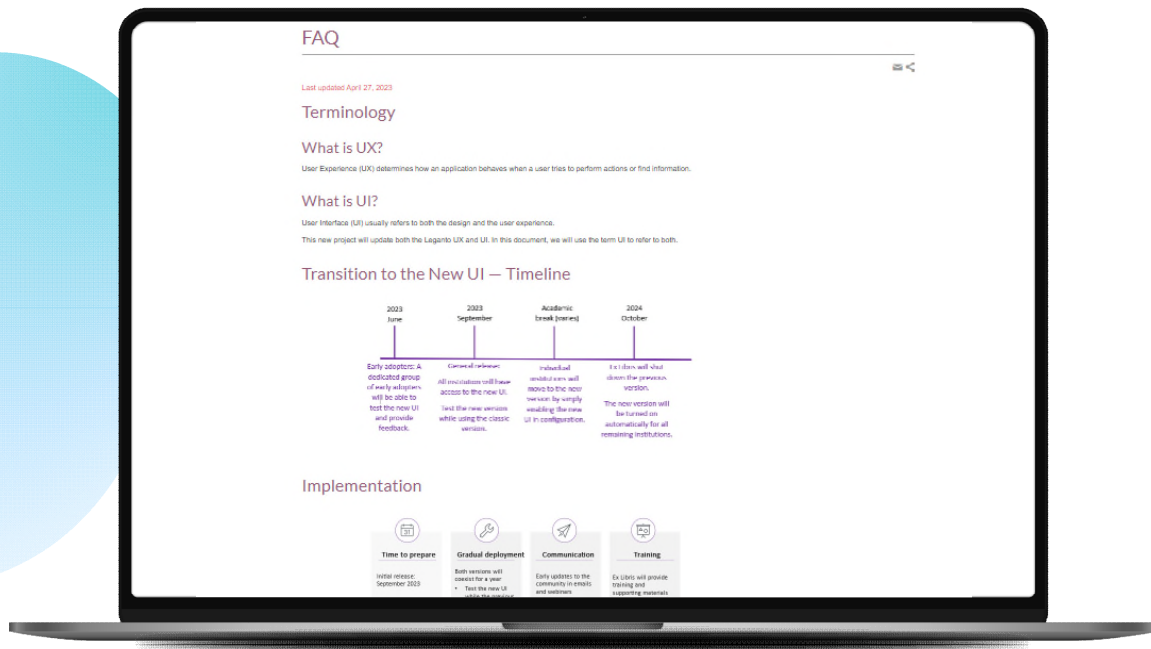 FAQ
Last updated April 27, 2023
Terminology
What is UX?
User Experience (UX) determines how an application behaves when a user tries to perform actions or find information.
What is UI?
User Interface (UI) usually refers to both the design and the user experience.
This new project will update both the Leganto UX and UI. In this document, we will use the term UI to refer to both.
Transition to the New UI — Timeline
2023
June
2023
September
Academic
break (varies)
2024
October
Early adopters: A
dedicated group
of early adopters
will be able to
test the new UI
and provide
feedback.
General release:
All institutions will have
access to the new UI.
Test the new version
while using the classic
version.
Individual
institutions will
move to the new
version by simply
enabling the new
UI in configuration.
Ex Libris will shut
down the previous
version.
The new version will
be turned on
automatically for all
remaining institutions.
Implementation
Time to prepare
Initial release:
September 2023
Gradual deployment
Both versions will
coexist for a year
• Test the new UI
while the previous
Communication
Early updates to the
community in emails
and webinars
Training
Ex Libris will provide
training and
supporting materials